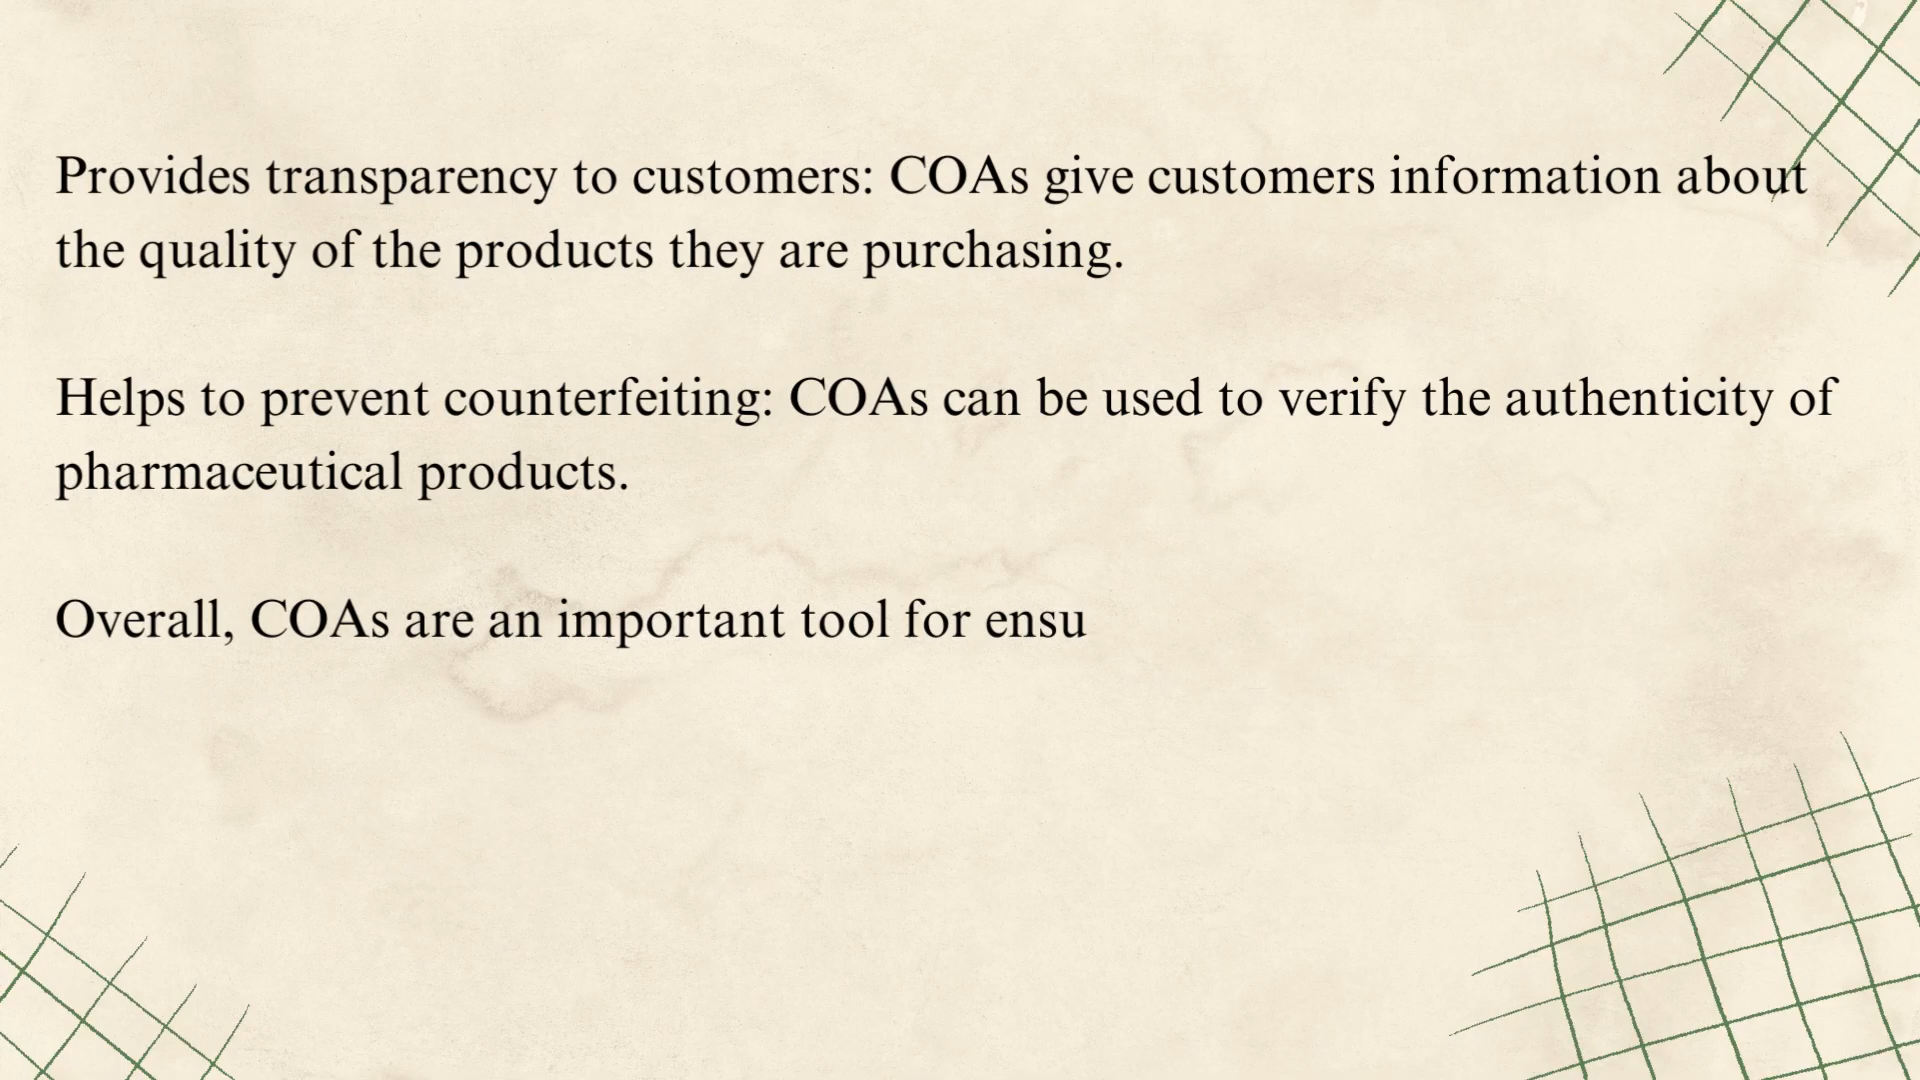 Provides transparency to customers: COAs give customers information about
the quality of the products they are purchasing.
Helps to prevent counterfeiting: COAs can be used to verify the authenticity of
pharmaceutical products.
Overall, COAs are an important tool for ensu